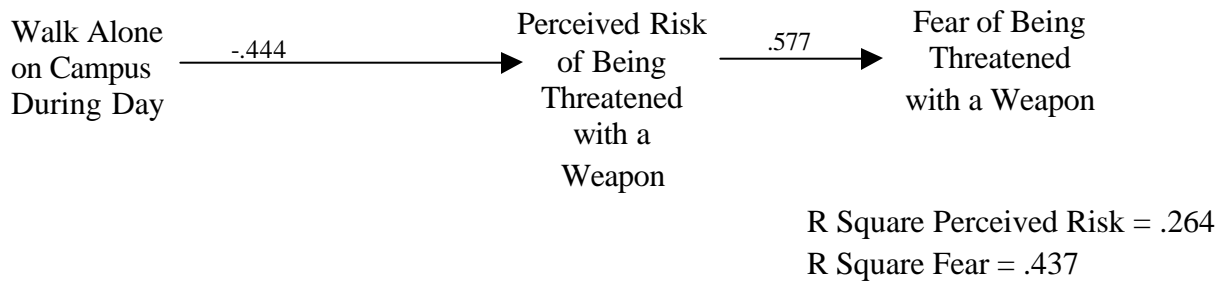 Walk Alone
on Campus
During Day
-.444
Perceived Risk
of Being
Threatened
with a
Weapon
.577
Fear of Being
Threatened
with a Weapon
R Square Perceived Risk = .264
R Square Fear = .437